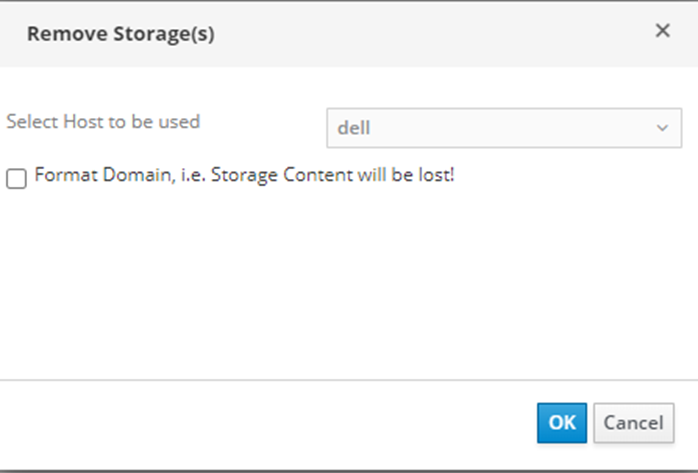 Remove Storage(s)
Select Host to be used
dell
Format Domain, i.e. Storage Content will be lost!
OK
Cancel